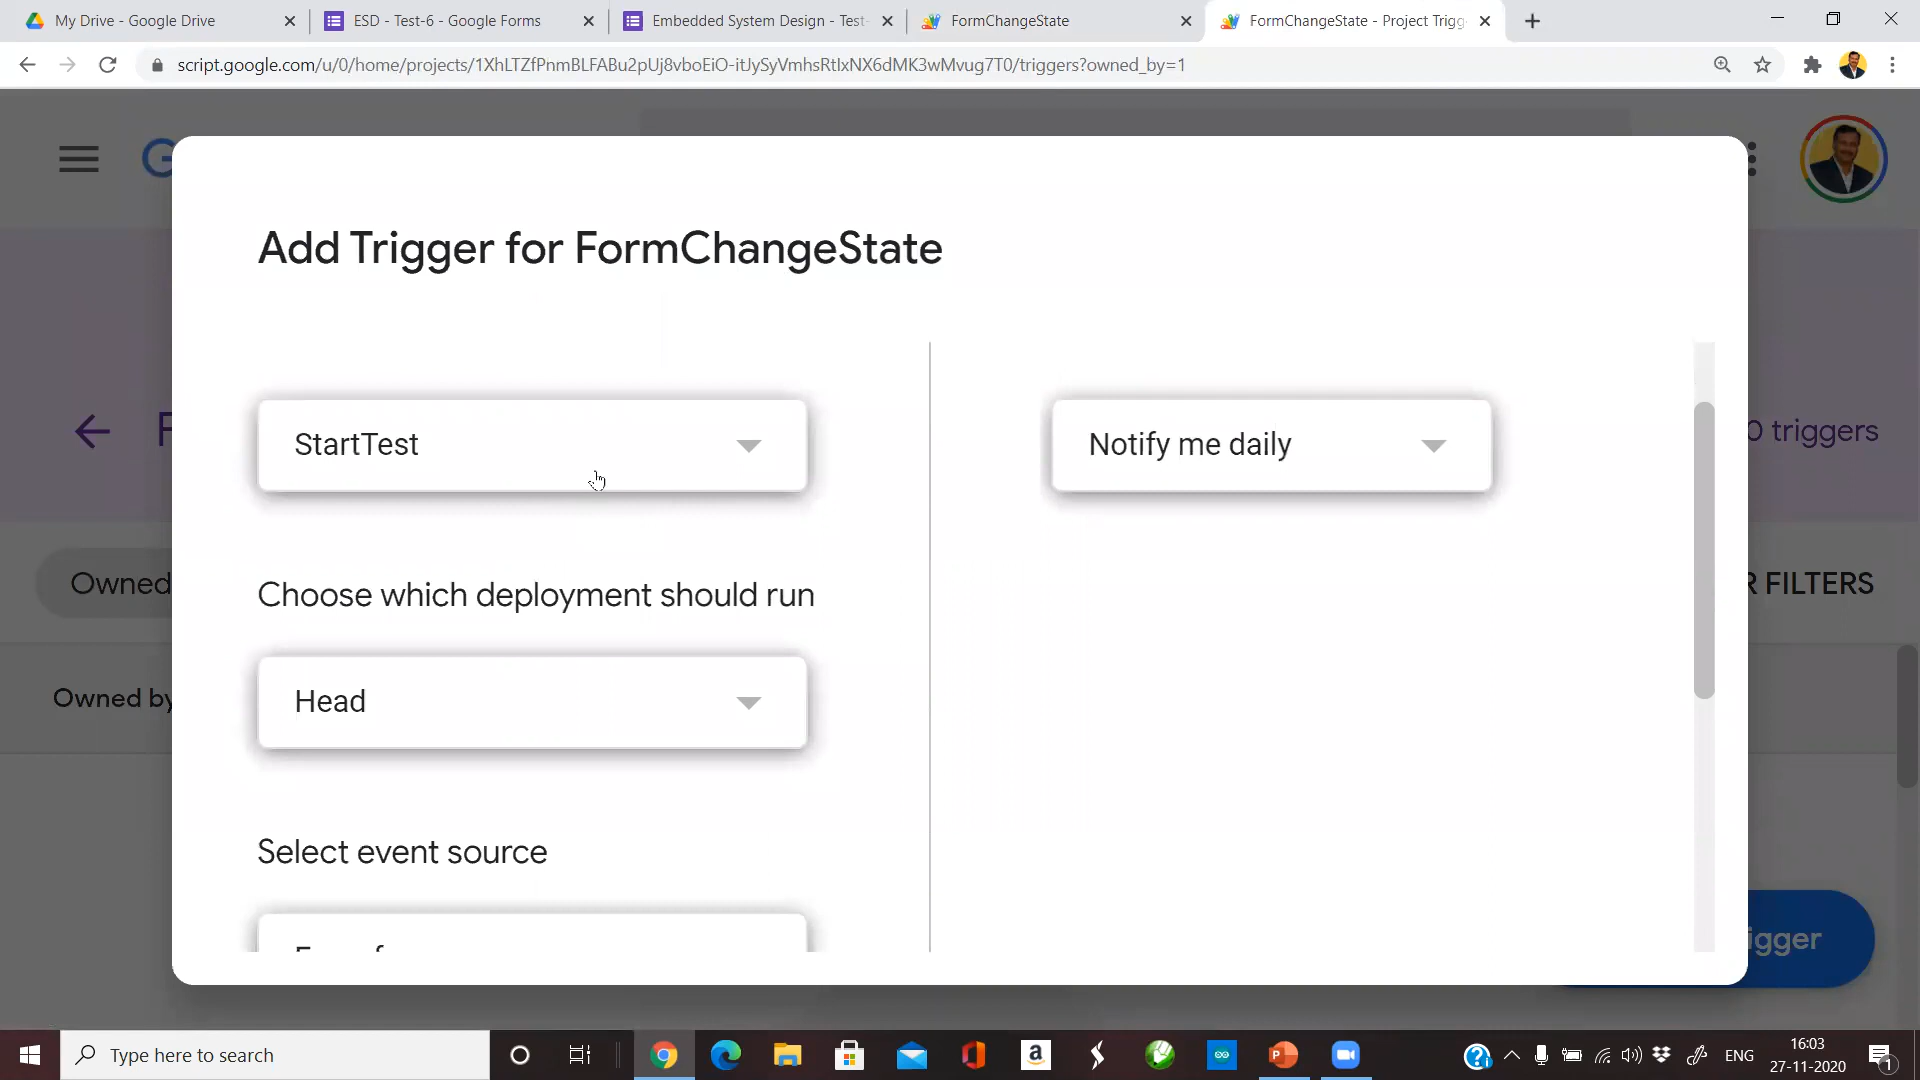 My Drive - Google Drive
ESD - Test-6 - Google Forms
Embedded System Design - Test-
FormChangeState
FormChangeState - Project Trigg
script.google.com/u/0/home/projects/1XhLTZfPnmBLFABu2pUj8vboEiO-itJySyVmhsRtIxNX6dMK3wMvug7T0/triggers?owned_by=1
Add Trigger for FormChangeState
StartTest
Notify me daily
0 triggers
Choose which deployment should run
Owned
R FILTERS
Head
Owned by
Select event source
igger
Type here to search
ENG
16:03
27-11-2020
1